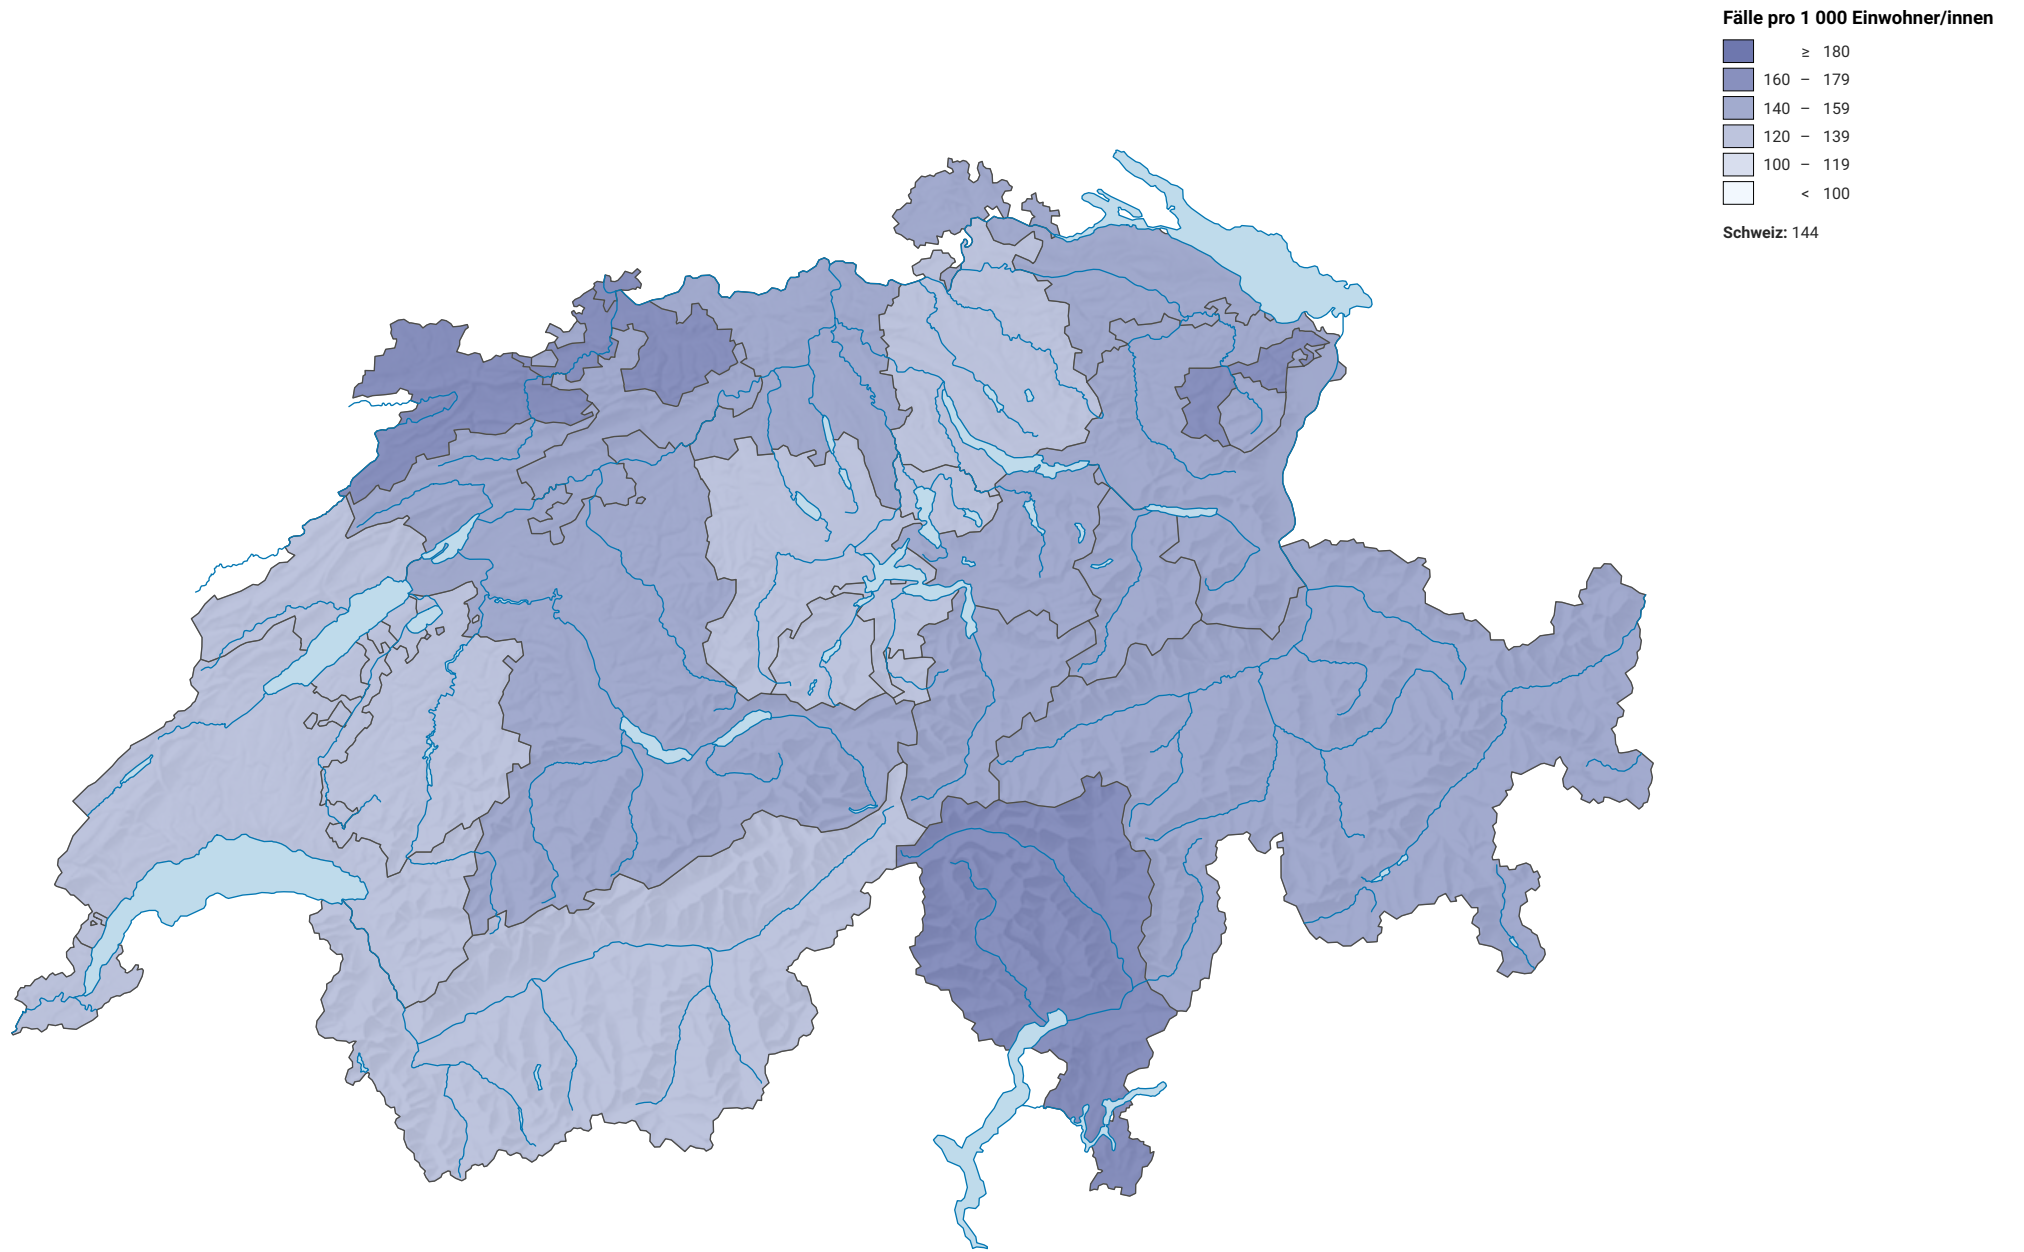 Fälle pro 1 000 Einwohner/innen
≥ 180
160 – 179
140 – 159
120 – 139
100 – 119
< 100
Schweiz: 144